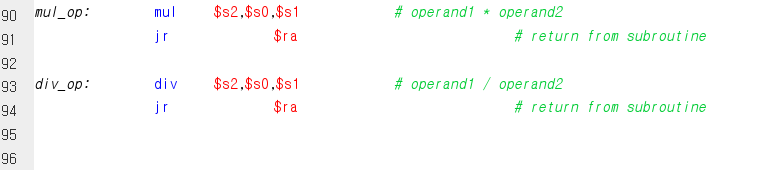 90 mul_op: mul $s2,$s0,$s1 # operand1 * operand2
91 jr $ra # return from subroutine
92
93 div_op: div $s2,$s0,$s1 # operand1 / operand2
94 jr $ra # return from subroutine
95
96